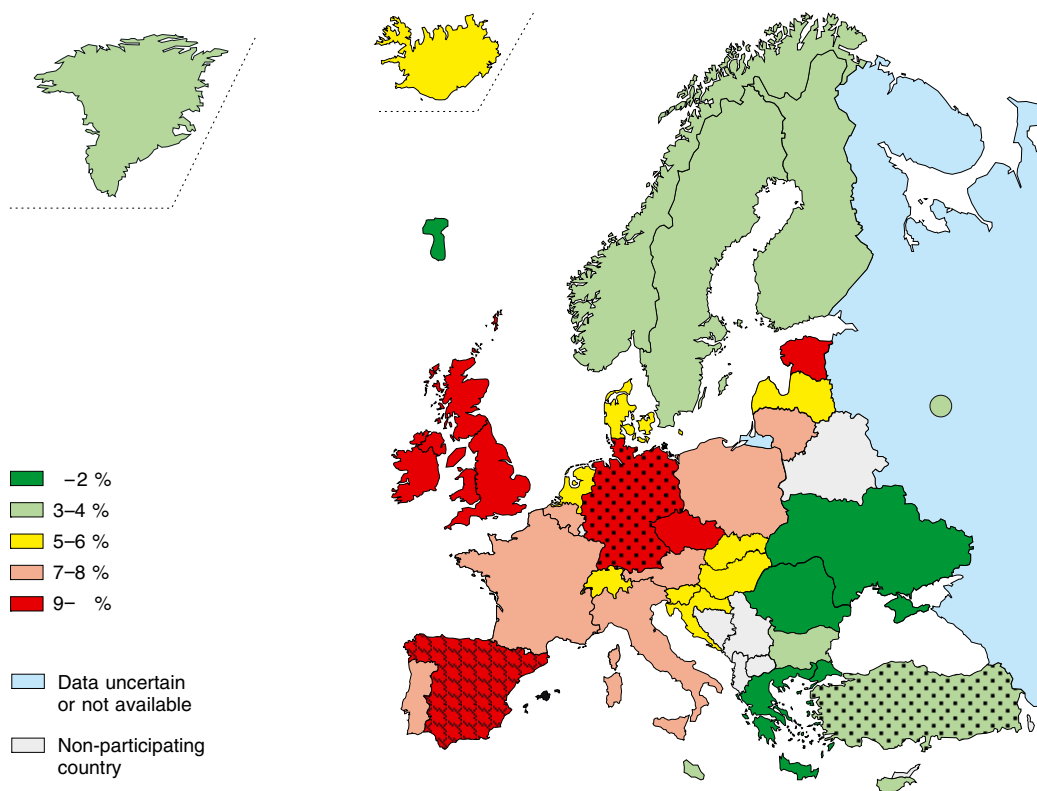 –2 %
3–4 %
5–6 %
7–8 %
9– %
Data uncertain
or not available
Non-participating
country